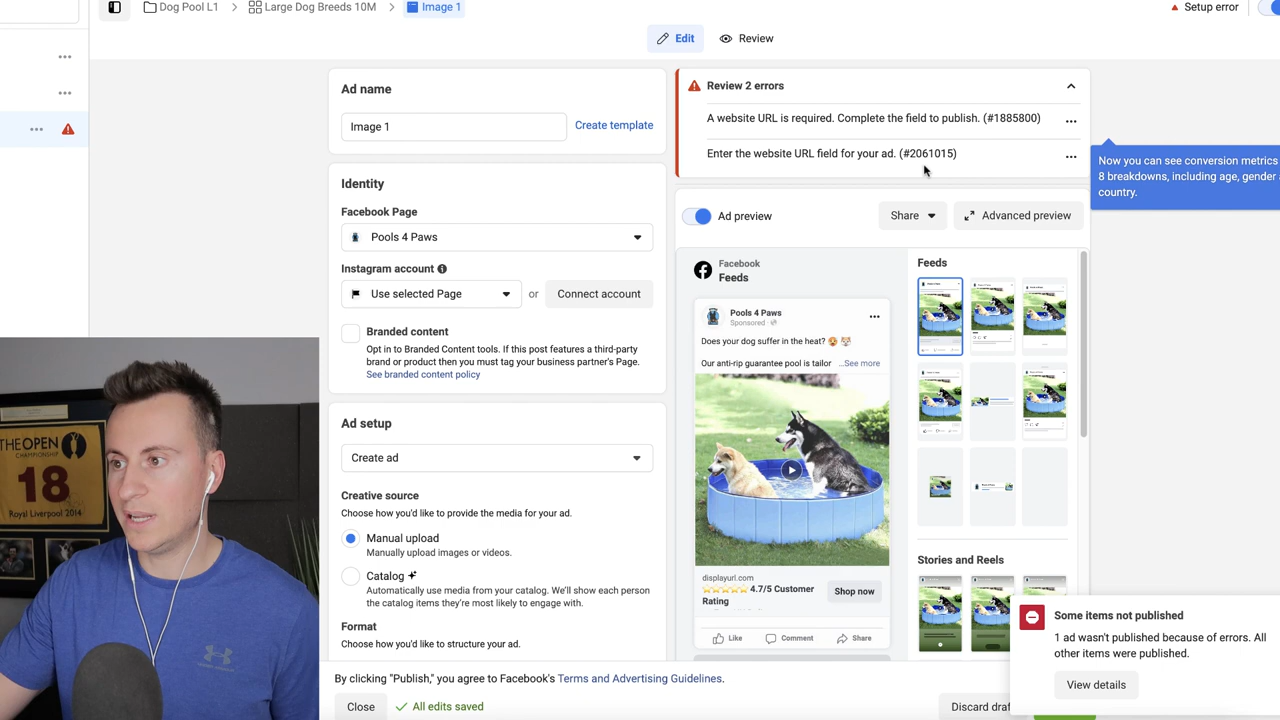 Dog Pool L1
Large Dog Breeds 10M
Image 1
Setup error
Edit
Review
Ad name
Image 1
Create template
Identity
Facebook Page
Pools 4 Paws
Instagram account
Use selected Page
or
Connect account
Branded content
Opt in to Branded Content tools. If this post features a third-party
brand or product then you must tag your business partner's Page.
See branded content policy
Ad setup
Create ad
Creative source
Choose how you'd like to provide the media for your ad.
Manual upload
Manually upload images or videos.
Catalog
Automatically use media from your catalog. We'll show each person
the catalog items they're most likely to engage with.
Format
Choose how you'd like to structure your ad.
Review 2 errors
A website URL is required. Complete the field to publish. (#1885800)
Enter the website URL field for your ad. (#2061015)
Now you can see conversion metrics
8 breakdowns, including age, gender
country.
Ad preview
Share
Advanced preview
Facebook
Feeds
Pools 4 Paws
Sponsored
Does your dog suffer in the heat?
Our anti-rip guarantee pool is tailor ...See more
displayurl.com
4.7/5 Customer
Rating
Shop now
Like
Comment
Share
Feeds
Stories and Reels
Some items not published
1 ad wasn't published because of errors. All
other items were published.
View details
By clicking "Publish," you agree to Facebook's Terms and Advertising Guidelines.
Close
All edits saved
Discard draf
THE OPEN
CHAMPIONSHIP
18
Royal Liverpool 2014
UNDER ARMOUR